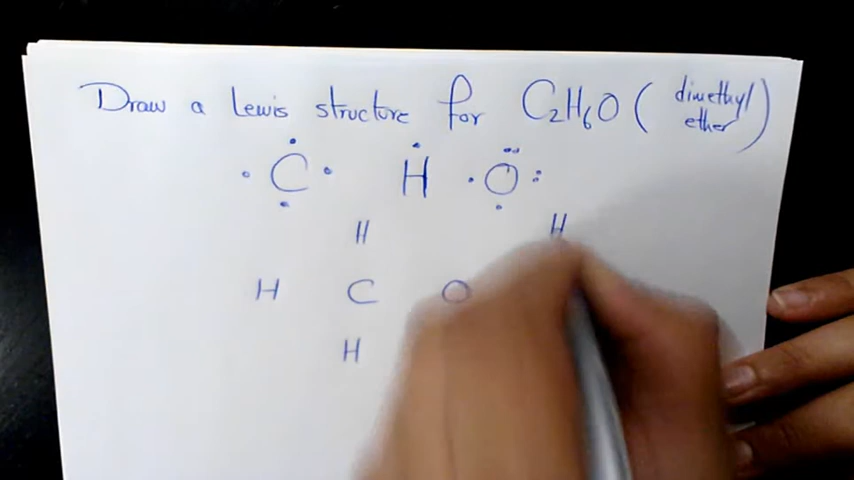 Draw a Lewis structure for C₂H₆O ( dimethyl
ether )
C H O
H H
H C O
H